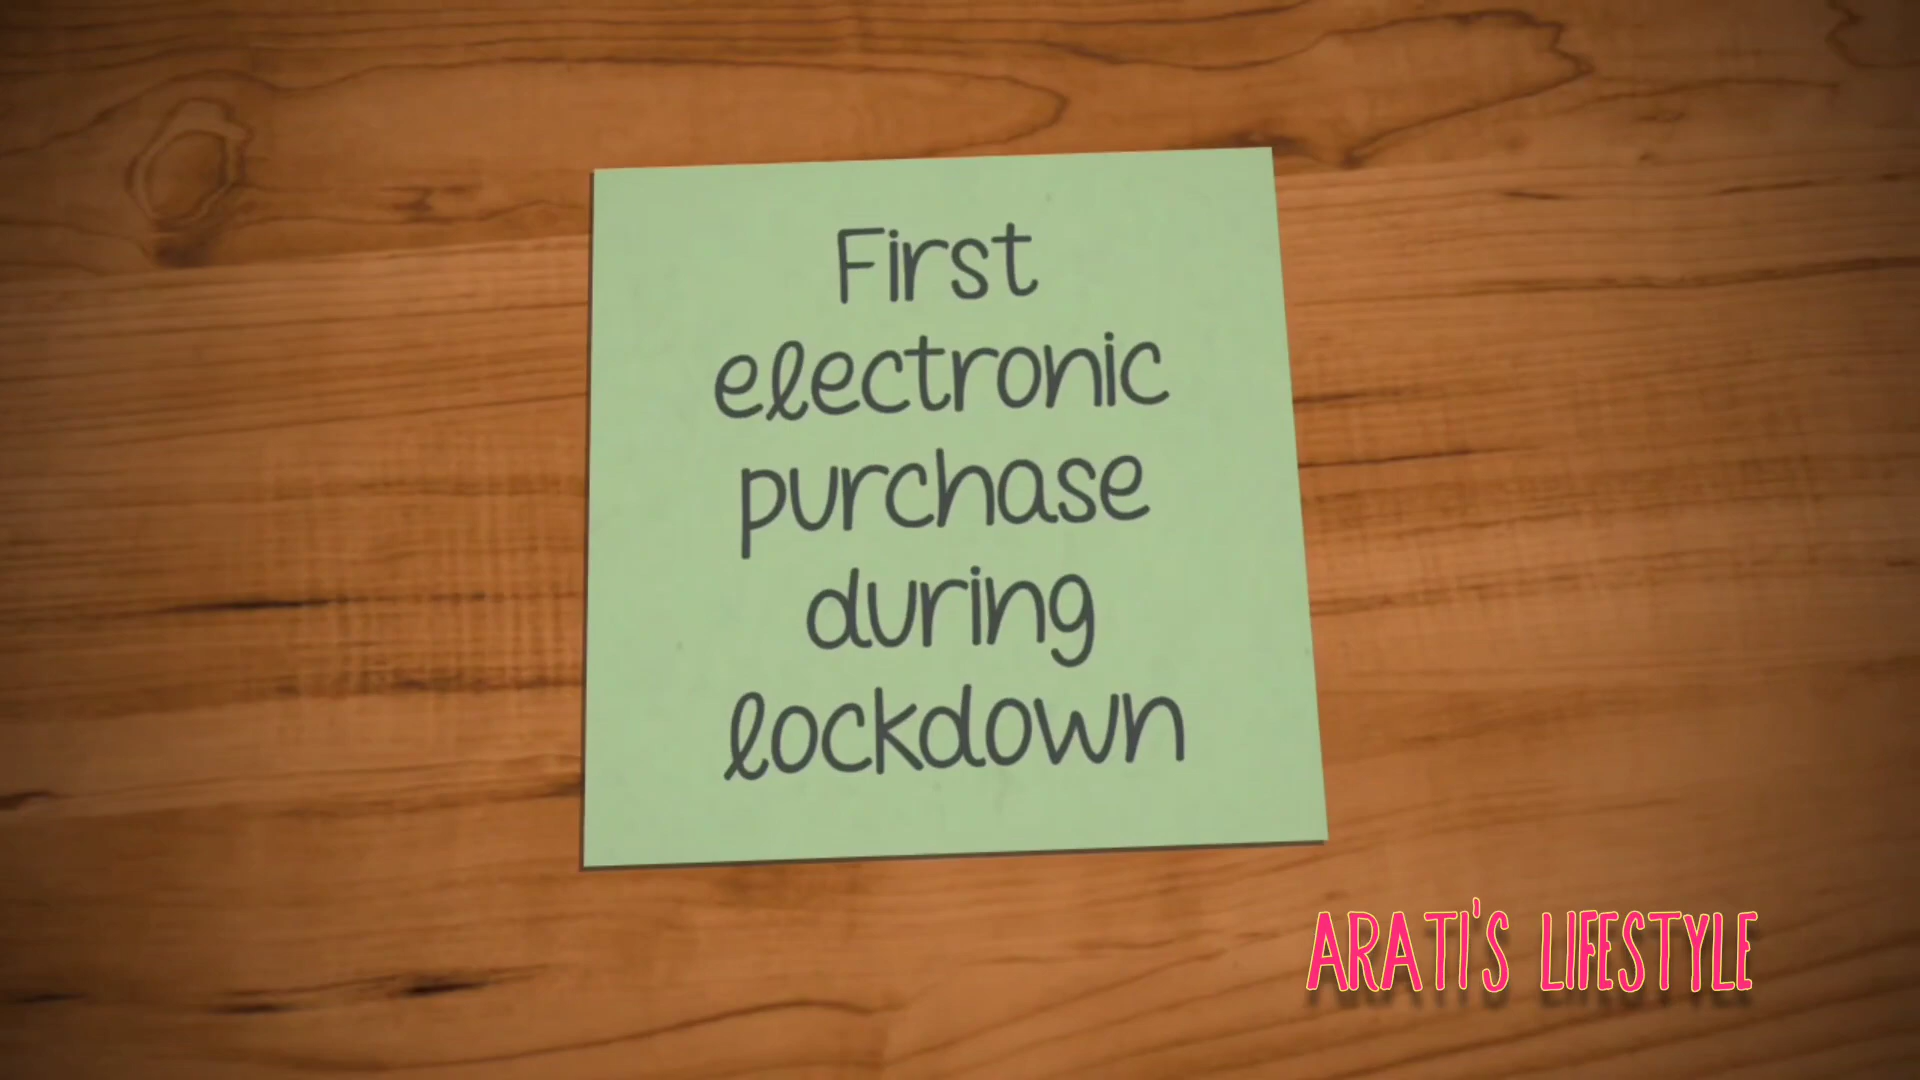 First
electronic
purchase
during
lockdown
ARATI'S LIFESTYLE